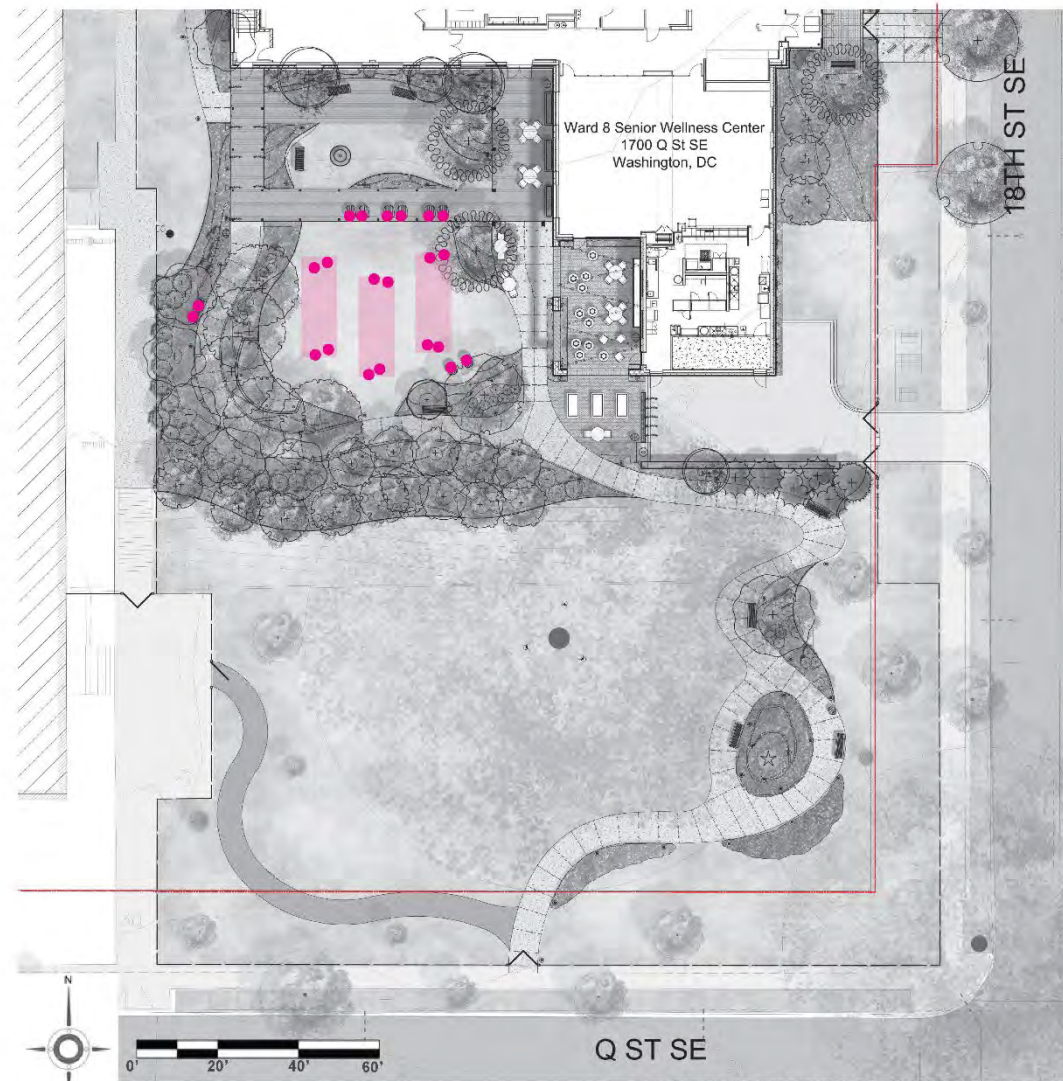 Ward 8 Senior Wellness Center
1700 Q St SE
Washington, DC
18TH ST SE
N
0' 20' 40' 60'
Q ST SE